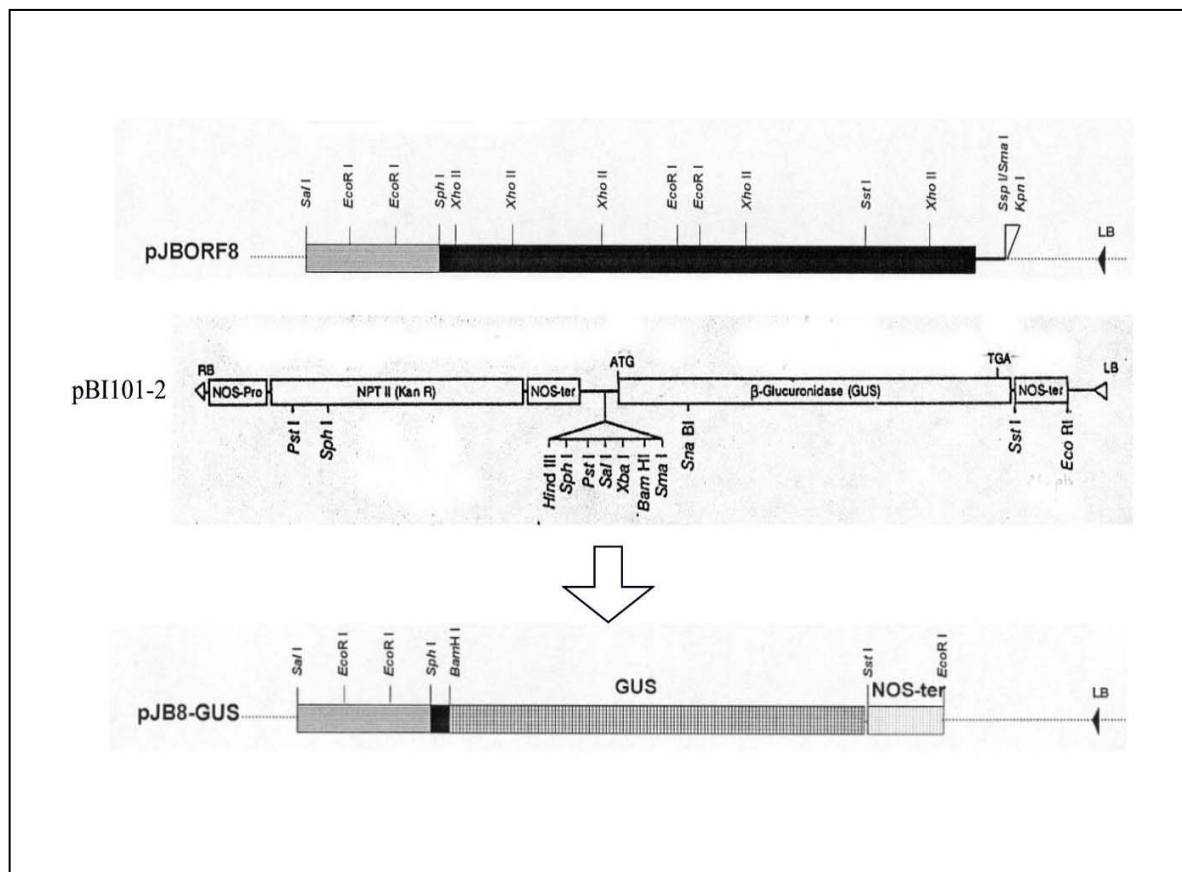 Sal I
EcoR I
EcoR I
Sph I
Xho II
Xho II
Xho II
EcoR I
EcoR I
Xho II
Sst I
Xho II
Ssp I/Sma I
Kpn I
LB
pJBORF8
pBI101-2
RB
NOS-Pro
NPT II (Kan R)
NOS-ter
ATG
β-Glucuronidase (GUS)
TGA
NOS-ter
LB
Pst I
Sph I
Hind III
Sph I
Pst I
Sal I
Xba I
Bam HI
Sma I
Sna BI
Sst I
Eco RI
Sal I
EcoR I
EcoR I
Sph I
BamH I
GUS
Sst I
NOS-ter
EcoR I
LB
pJB8-GUS